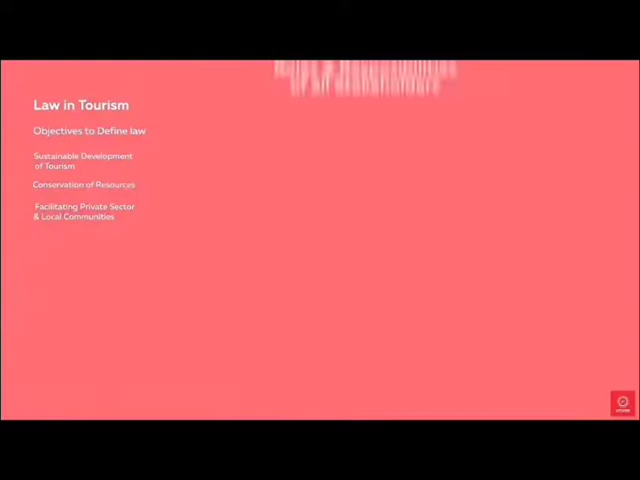 Law in Tourism
Objectives to Define law
Sustainable Development
of Tourism
Conservation of Resources
Facilitating Private Sector
& Local Communities